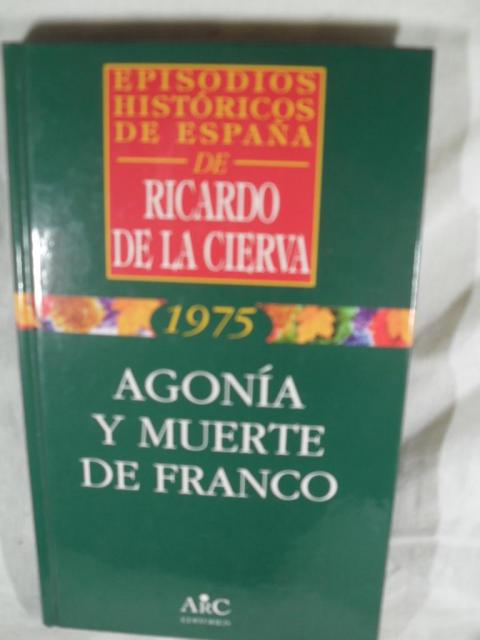 EPISODIOS
HISTÓRICOS
DE ESPAÑA
DE
RICARDO
DE LA CIERVA
1975
AGONÍA
Y MUERTE
DE FRANCO
ARC